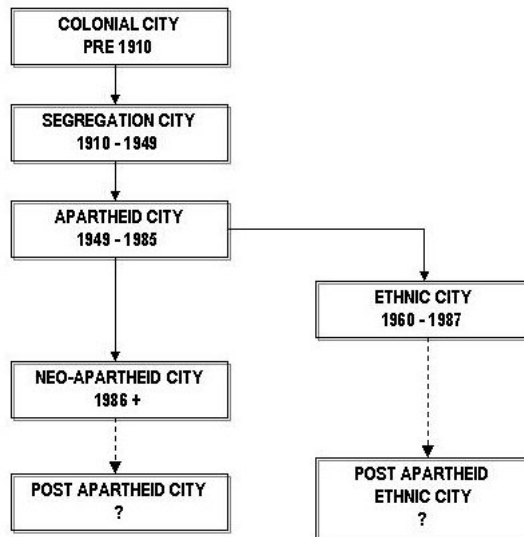 COLONIAL CITY
PRE 1910
SEGREGATION CITY
1910 - 1949
APARTHEID CITY
1949 - 1985
ETHNIC CITY
1960 - 1987
NEO-APARTHEID CITY
1986 +
POST APARTHEID CITY
?
POST APARTHEID
ETHNIC CITY
?